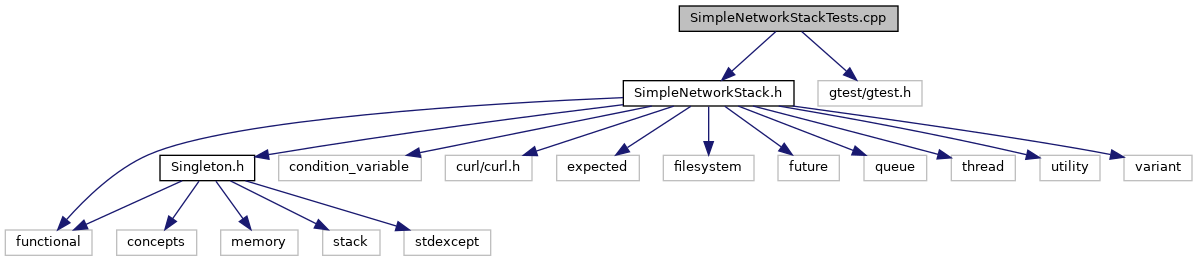 SimpleNetworkStackTests.cpp
SimpleNetworkStack.h
gtest/gtest.h
Singleton.h
condition_variable
curl/curl.h
expected
filesystem
future
queue
thread
utility
variant
functional
concepts
memory
stack
stdexcept